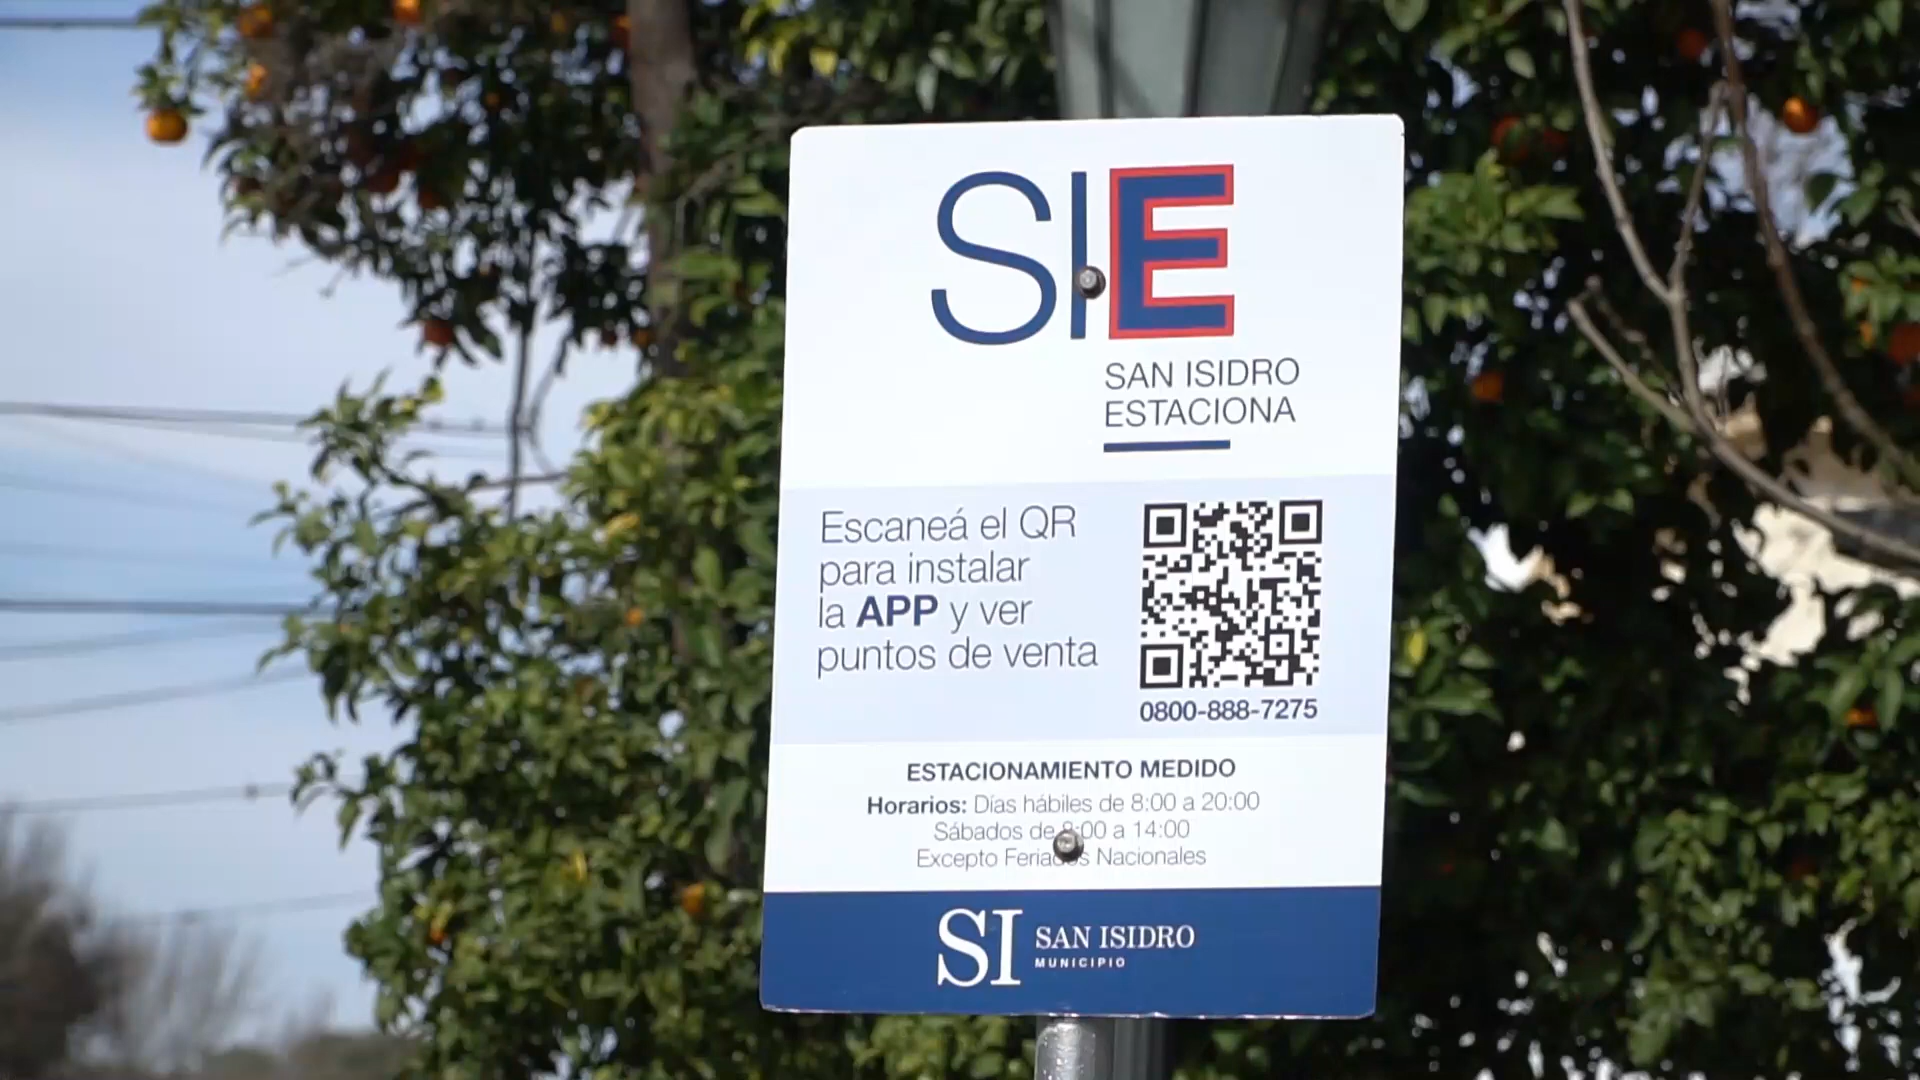 SIE
SAN ISIDRO
ESTACIONA
Escaneá el QR
para instalar
la APP y ver
puntos de venta
0800-888-7275
ESTACIONAMIENTO MEDIDO
Horarios: Días hábiles de 8:00 a 20:00
Sábados de 8:00 a 14:00
Excepto Feriados Nacionales
SI SAN ISIDRO
MUNICIPIO